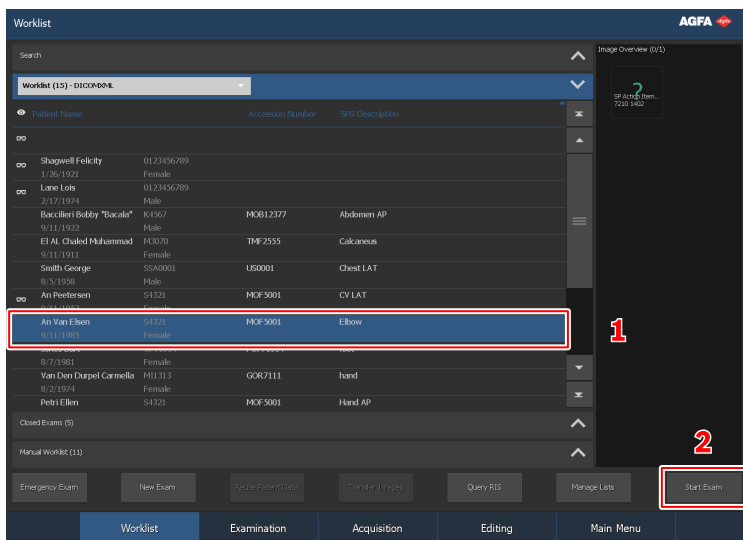 Worklist
AGFA
Search
Image Overview (0/1)
Worklist (15) - DICOMXML
?
SP Action Item...
7210 1402
Patient Name Accession Number SPS Description
Shagwell Felicity 0123456789
1/26/1921 Female
Lane Lois 0123456789
2/17/1974 Male
Baccilieri Bobby "Bacala" K4567 MOB12377 Abdomen AP
9/11/1922 Male
El AL Chaled Muhammad M3070 TMF2555 Calcaneus
9/11/1911 Female
Smith George SSA0001 US0001 Chest LAT
8/5/1958 Male
An Peetersen S4321 MOF5001 CV LAT
An Van Elsen S4321 MOF5001 Elbow
9/11/1985 Female
1
8/7/1981 Female
Van Den Durpel Carmella MI1313 GOR7111 hand
8/2/1974 Female
Petri Ellen S4321 MOF5001 Hand AP
Closed Exams (5)
Manual Worklist (11)
2
Emergency Exam New Exam Reuse Patient Data Transfer Images Query RIS Manage Lists Start Exam
Worklist Examination Acquisition Editing Main Menu